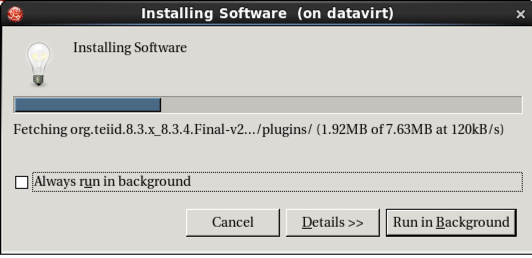 Installing Software (on datavirt)
Installing Software
Fetching org.teiid.8.3.x_8.3.4.Final-v2.../plugins/ (1.92MB of 7.63MB at 120kB/s)
Always run in background
Cancel
Details >>
Run in Background